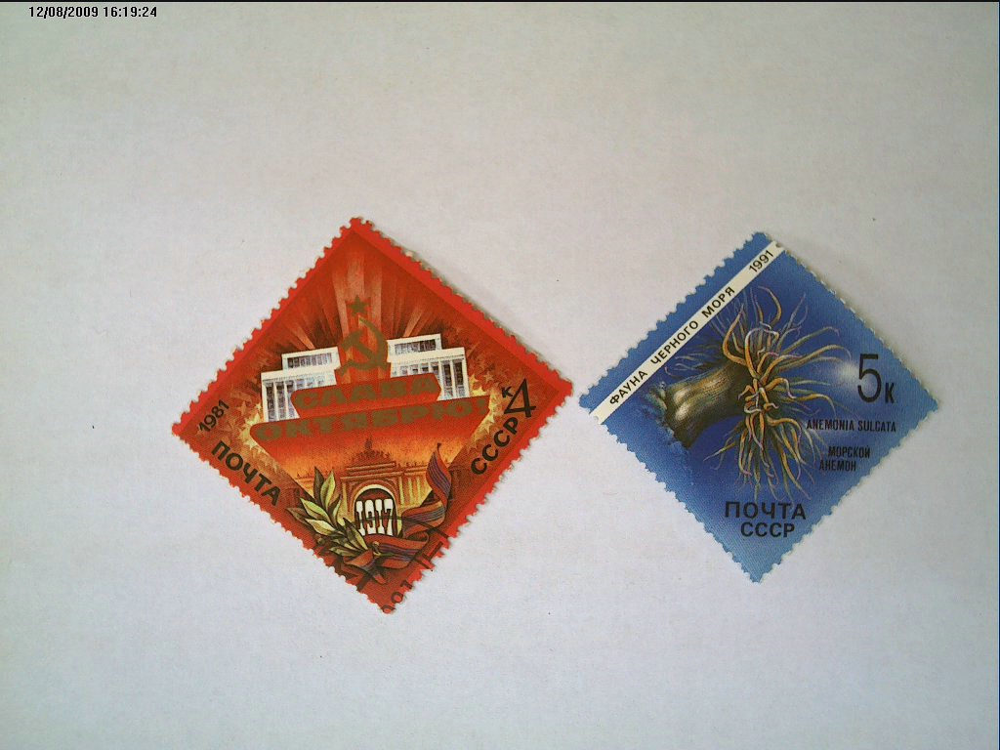 12/08/2009 16:19:24
1981
ПОЧТА
СССР
4 к
СЛАВА
ОКТЯБРЮ!
1917
ФАУНА ЧЕРНОГО МОРЯ 1991
5к
ANEMONIA SULCATA
МОРСКОЙ
АНЕМОН
ПОЧТА
СССР